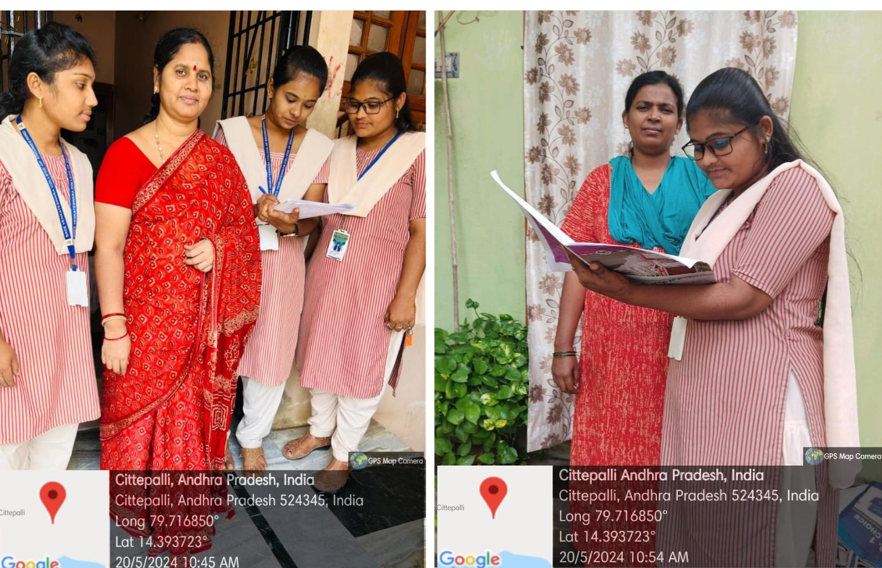 GPS Map Camera
Cittepalli
Google
Cittepalli, Andhra Pradesh, India
Cittepalli, Andhra Pradesh 524345, India
Long 79.716850°
Lat 14.393723°
20/5/2024 10:45 AM
GPS Map Camera
Cittepalli
Google
Cittepalli Andhra Pradesh, India
Cittepalli, Andhra Pradesh 524345, India
Long 79.716850°
Lat 14.393723°
20/5/2024 10:54 AM